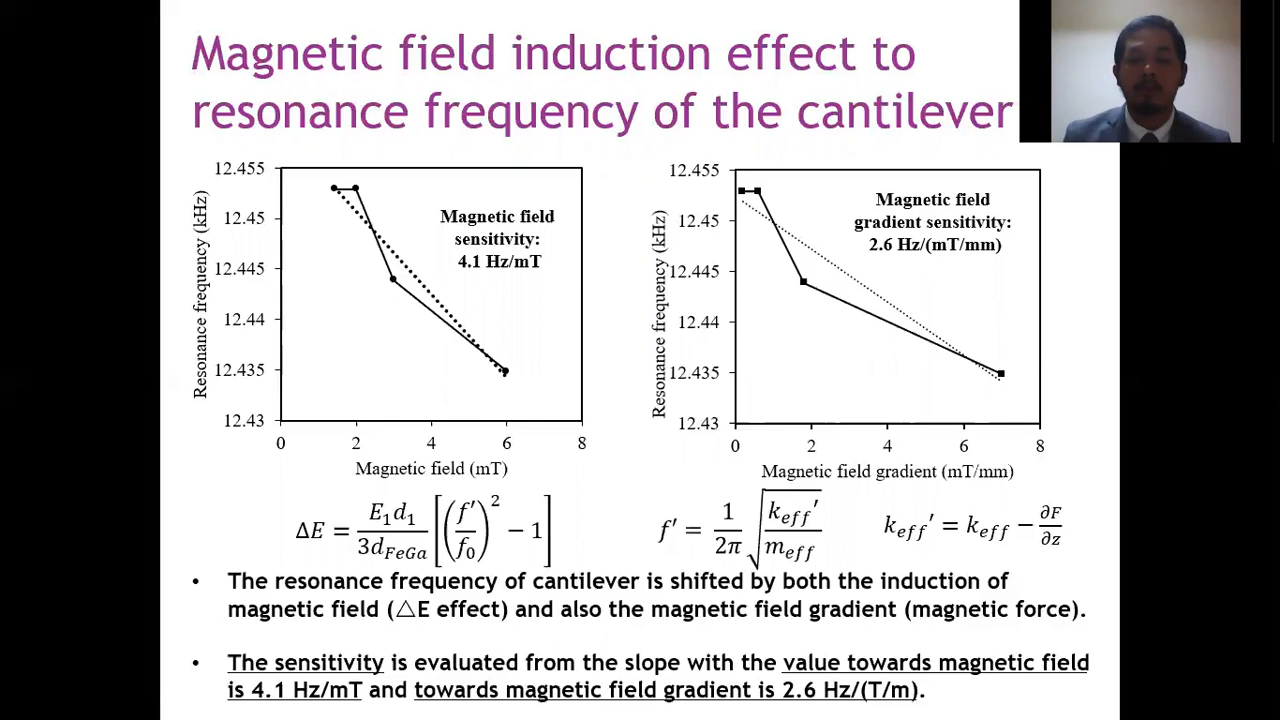 Magnetic field induction effect to
resonance frequency of the cantilever
12.455
12.45
12.445
12.44
12.435
12.43
Resonance frequency (kHz)
Magnetic field
sensitivity:
4.1 Hz/mT
0 2 4 6 8
Magnetic field (mT)
12.455
12.45
12.445
12.44
12.435
12.43
Resonance frequency (kHz)
Magnetic field
gradient sensitivity:
2.6 Hz/(mT/mm)
0 2 4 6 8
Magnetic field gradient (mT/mm)
ΔE = E₁d₁/3d_FeGa [(f′/f₀)² − 1]
f′ = 1/2π √(k_eff′/m_eff)
k_eff′ = k_eff − ∂F/∂z
• The resonance frequency of cantilever is shifted by both the induction of
magnetic field (△E effect) and also the magnetic field gradient (magnetic force).
• The sensitivity is evaluated from the slope with the value towards magnetic field
is 4.1 Hz/mT and towards magnetic field gradient is 2.6 Hz/(T/m).